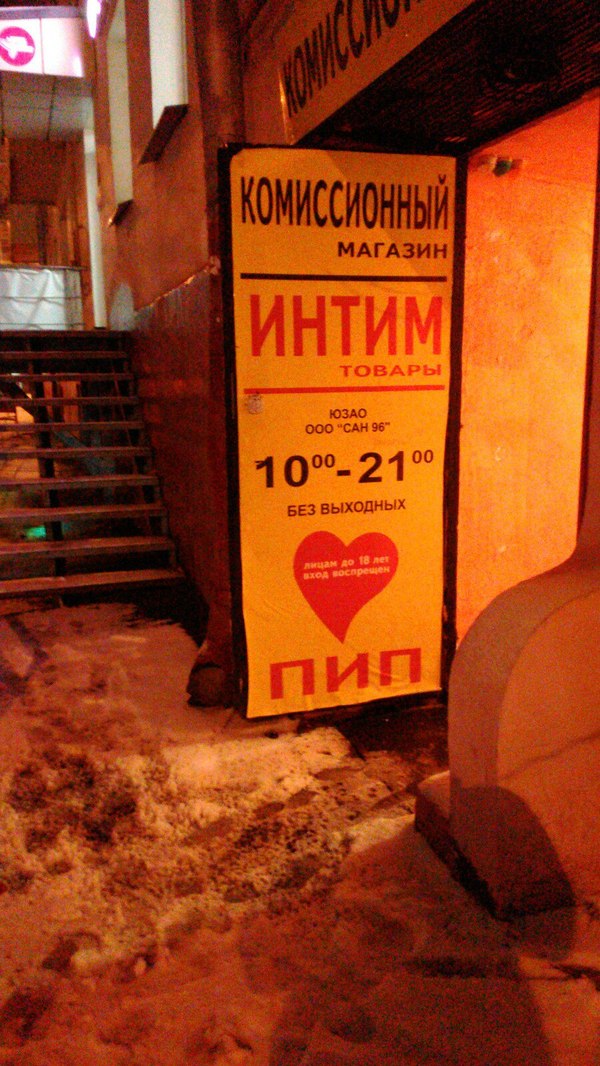 КОМИССИОН
КОМИССИОННЫЙ
МАГАЗИН
ИНТИМ
ТОВАРЫ
ЮЗАО
ООО "САН 96"
10⁰⁰-21⁰⁰
БЕЗ ВЫХОДНЫХ
лицам до 18 лет
вход воспрещен
ПИП